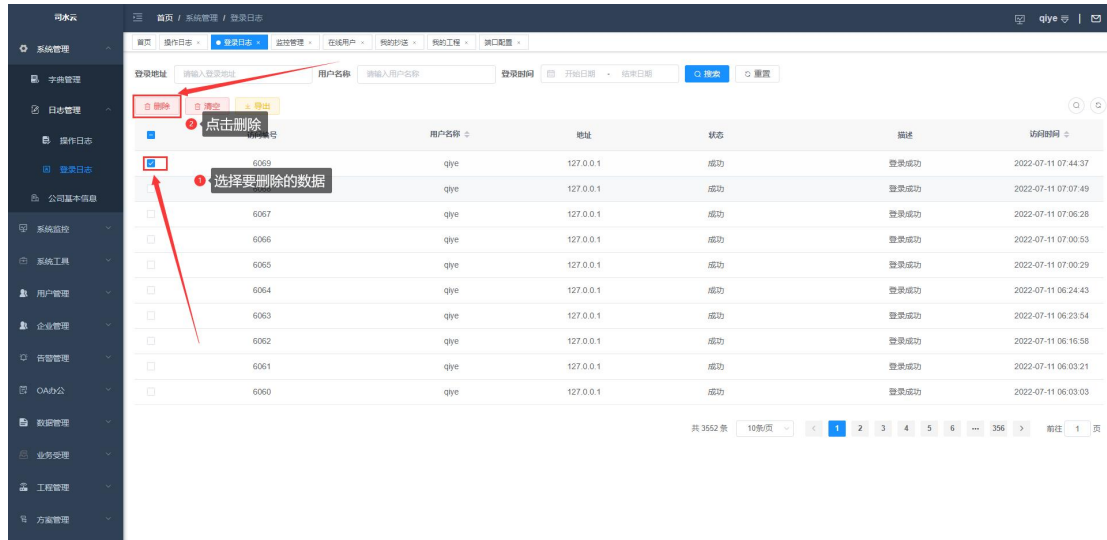 司水云
首页 / 系统管理 / 登录日志
qiye
系统管理
字典管理
日志管理
操作日志
登录日志
公司基本信息
系统监控
系统工具
用户管理
企业管理
告警管理
OA办公
数据管理
业务受理
工程管理
方案管理
首页 操作日志 × 登录日志 × 监控管理 × 在线用户 × 我的抄送 × 我的工程 × 端口配置 ×
登录地址 请输入登录地址 用户名称 请输入用户名称 登录时间 开始日期 - 结束日期 搜索 重置
删除 清空 导出
2 点击删除
访问编号 用户名称 地址 状态 描述 访问时间
6069 qiye 127.0.0.1 成功 登录成功 2022-07-11 07:44:37
1 选择要删除的数据
qiye 127.0.0.1 成功 登录成功 2022-07-11 07:07:49
6067 qiye 127.0.0.1 成功 登录成功 2022-07-11 07:06:28
6066 qiye 127.0.0.1 成功 登录成功 2022-07-11 07:00:53
6065 qiye 127.0.0.1 成功 登录成功 2022-07-11 07:00:29
6064 qiye 127.0.0.1 成功 登录成功 2022-07-11 06:24:43
6063 qiye 127.0.0.1 成功 登录成功 2022-07-11 06:23:54
6062 qiye 127.0.0.1 成功 登录成功 2022-07-11 06:16:58
6061 qiye 127.0.0.1 成功 登录成功 2022-07-11 06:03:21
6060 qiye 127.0.0.1 成功 登录成功 2022-07-11 06:03:03
共 3552 条 10条/页 < 1 2 3 4 5 6 ··· 356 > 前往 1 页